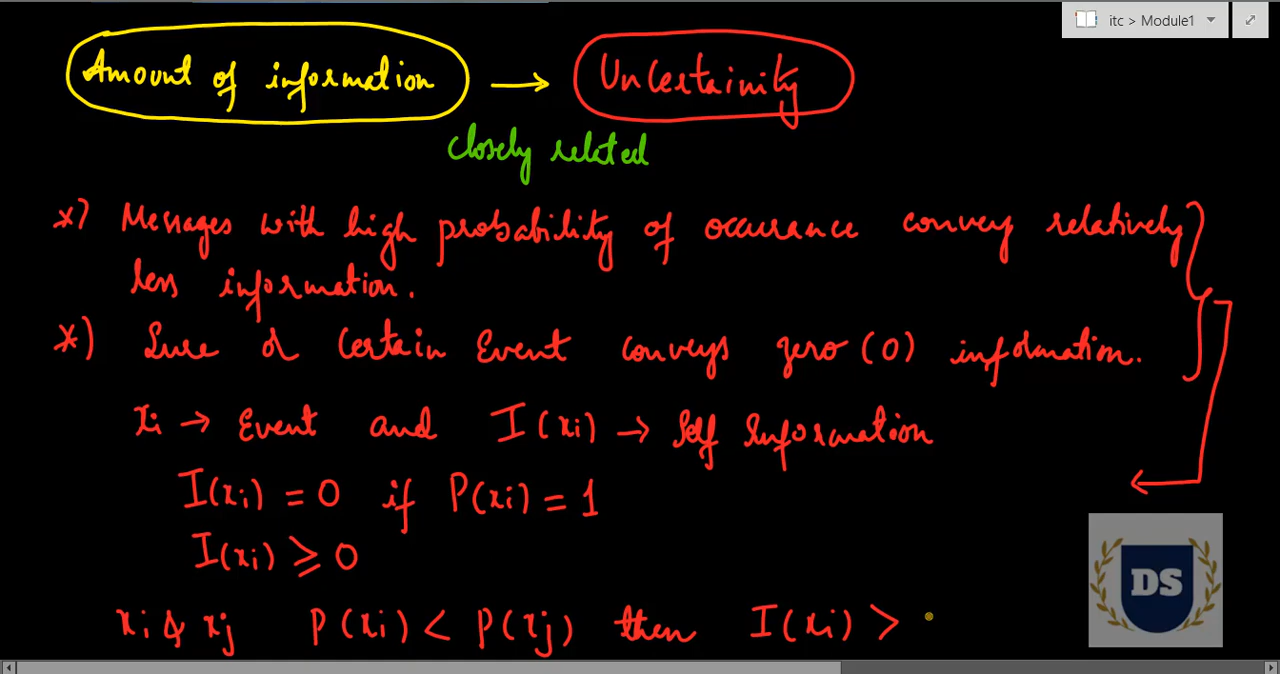 itc > Module1
Amount of information → Uncertainity
closely related
*) Messages with high probability of occurance convey relatively
less information.
*) Sure or Certain Event conveys zero (0) information.
xi → Event and I(xi) → Self Information
I(xi) = 0 if P(xi) = 1
I(xi) ≥ 0
DS
xi & xj P(xi) < P(xj) then I(xi) >